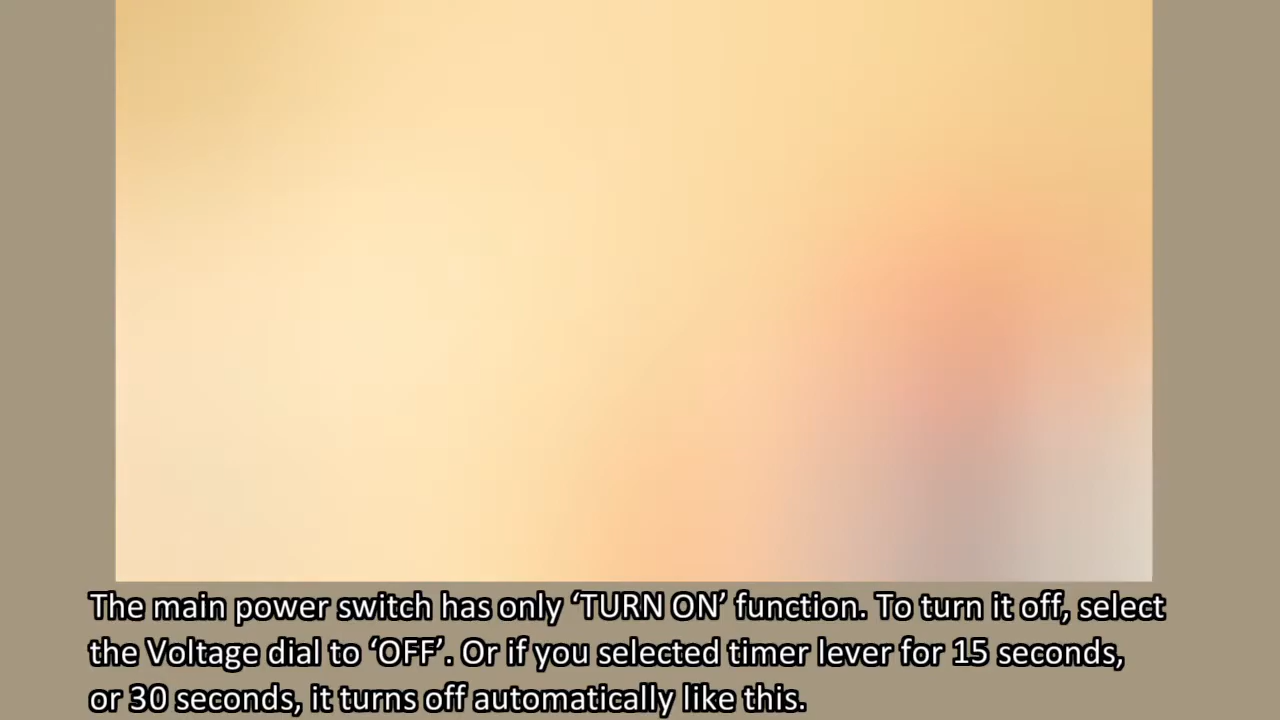 The main power switch has only ‘TURN ON’ function. To turn it off, select
the Voltage dial to ‘OFF’. Or if you selected timer lever for 15 seconds,
or 30 seconds, it turns off automatically like this.